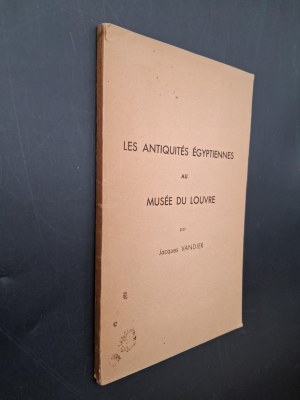 LES ANTIQUITÉS ÉGYPTIENNES
AU
MUSÉE DU LOUVRE
par
Jacques VANDIER